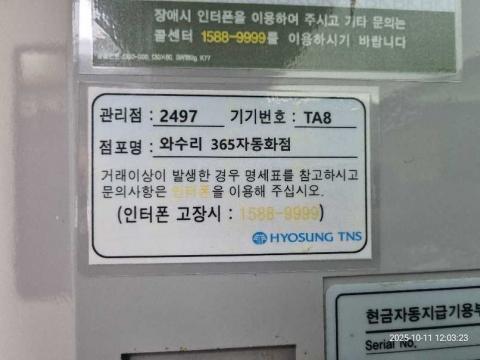 장애시 인터폰을 이용하여 주시고 기타 문의는
콜센터 1588-9999를 이용하시기 바랍니다
관리점 : 2497 기기번호 : TA8
점포명 : 와수리 365자동화점
거래이상이 발생한 경우 명세표를 참고하시고
문의사항은 인터폰을 이용해 주십시오.
(인터폰 고장시 : 1588-9999)
HYOSUNG TNS
현금자동지급기용부
Serial No.
2025-10-11 12:03:23